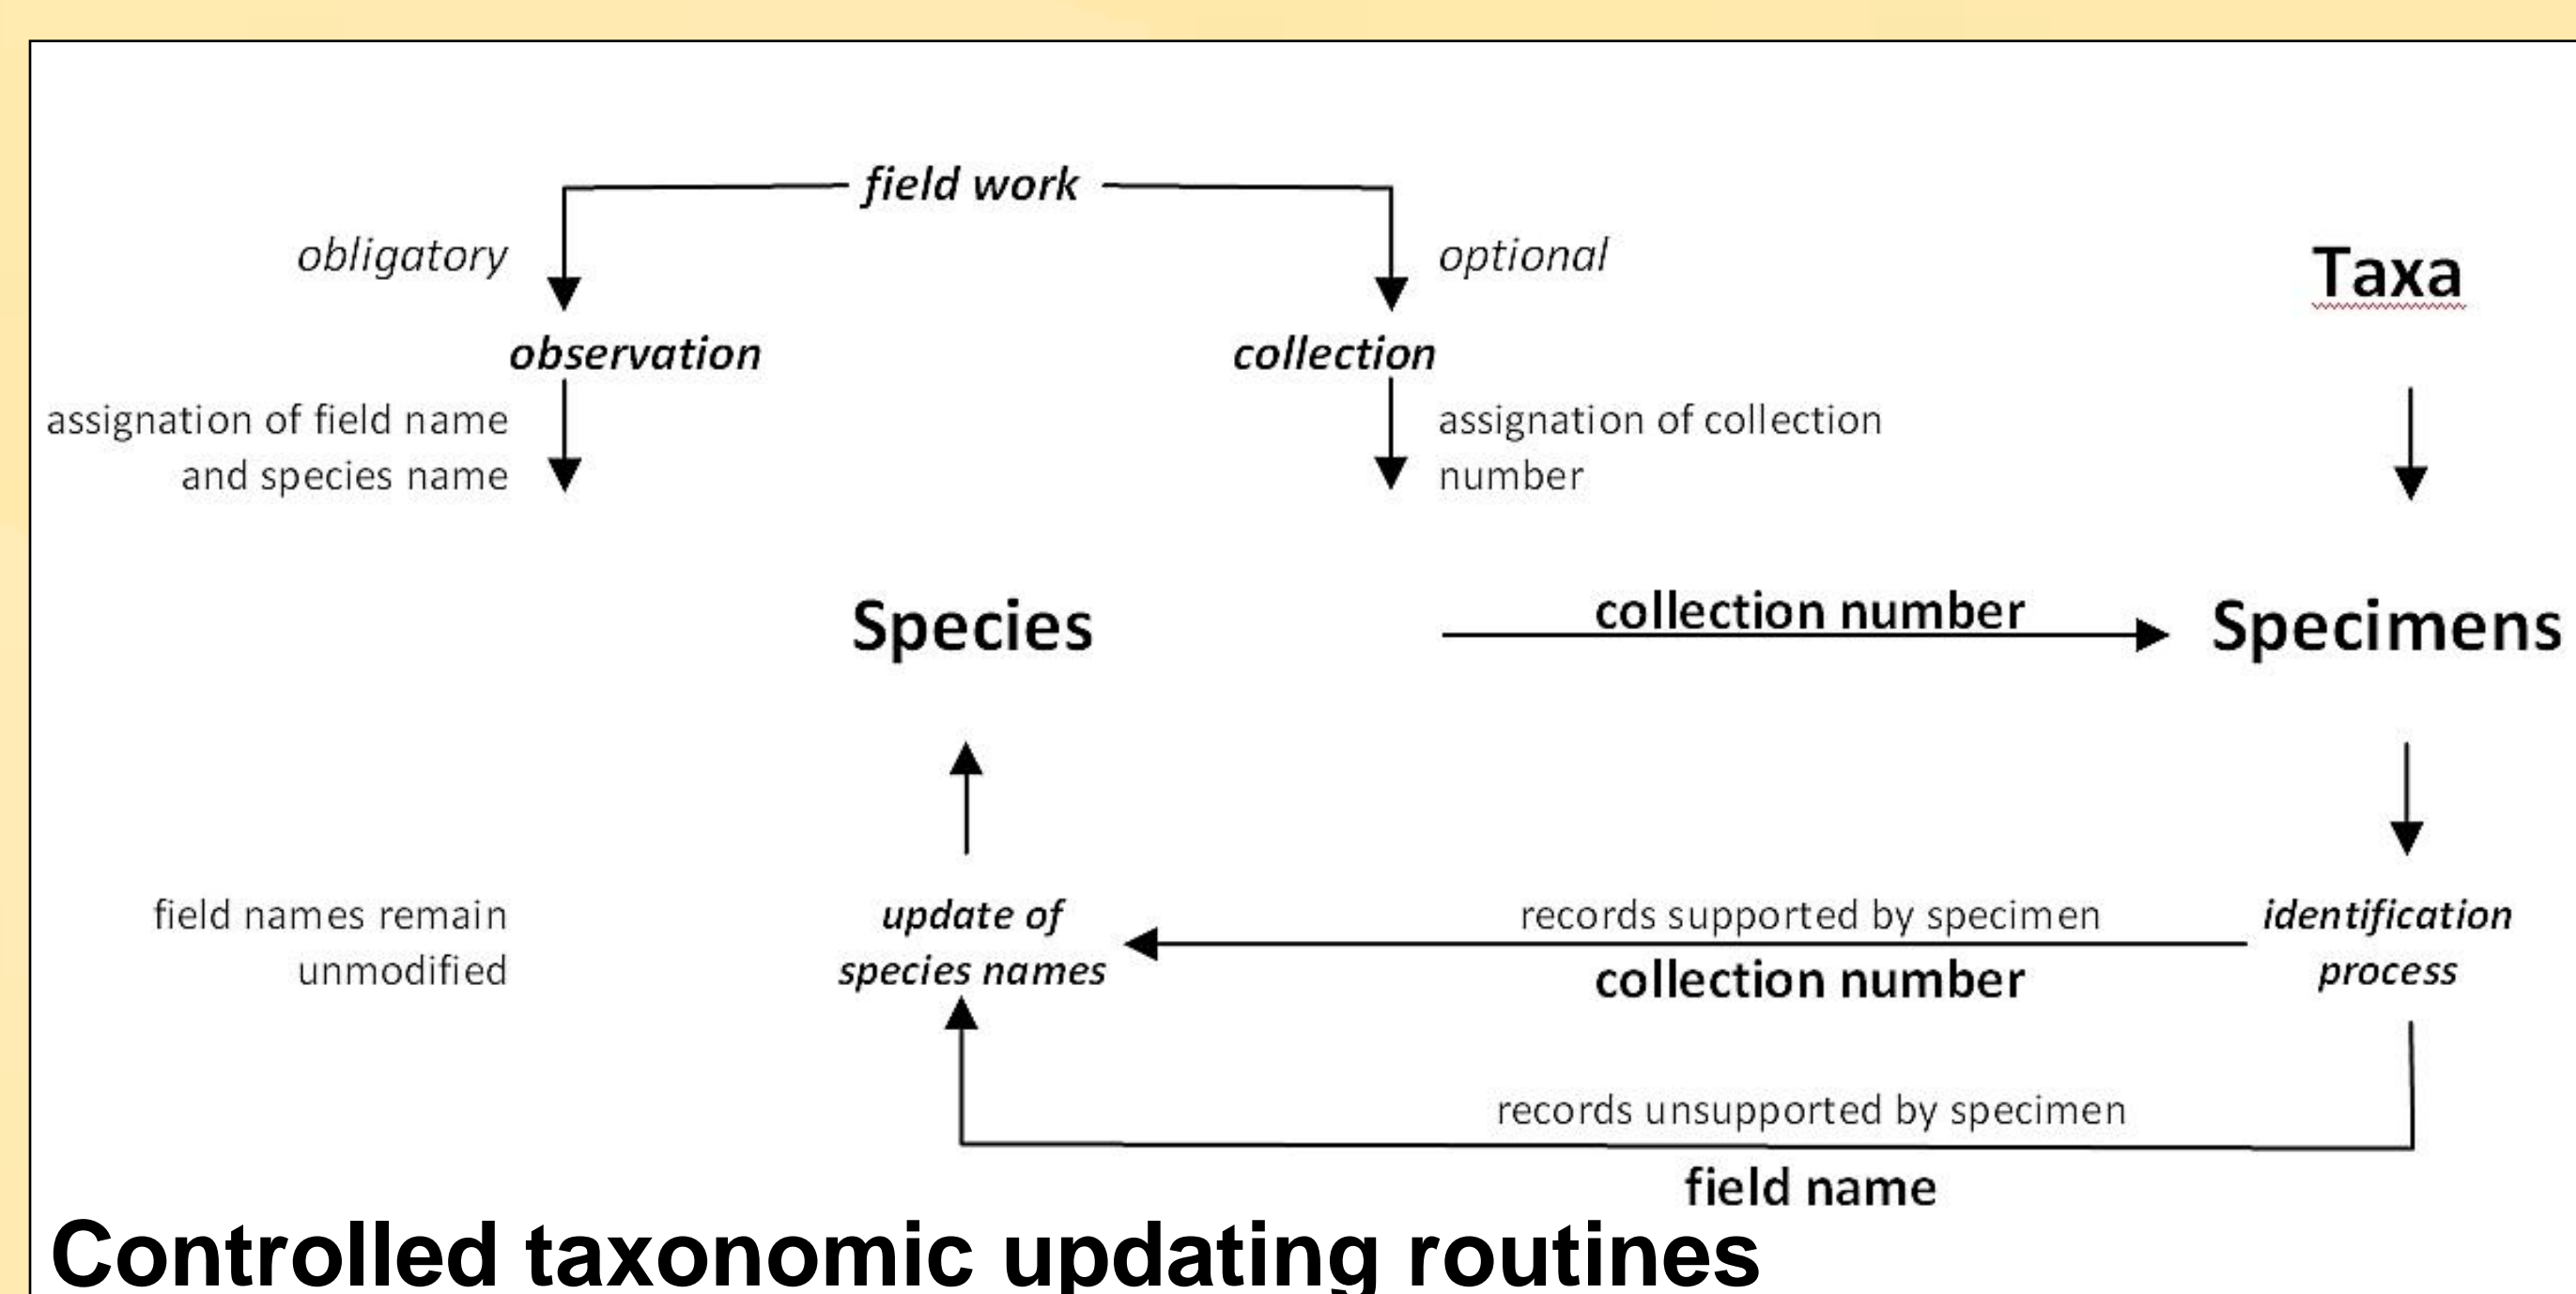 field work
obligatory
optional
Taxa
observation
collection
assignation of field name
and species name
assignation of collection
number
Species
collection number
Specimens
field names remain
unmodified
update of
species names
records supported by specimen
collection number
identification
process
records unsupported by specimen
field name
Controlled taxonomic updating routines